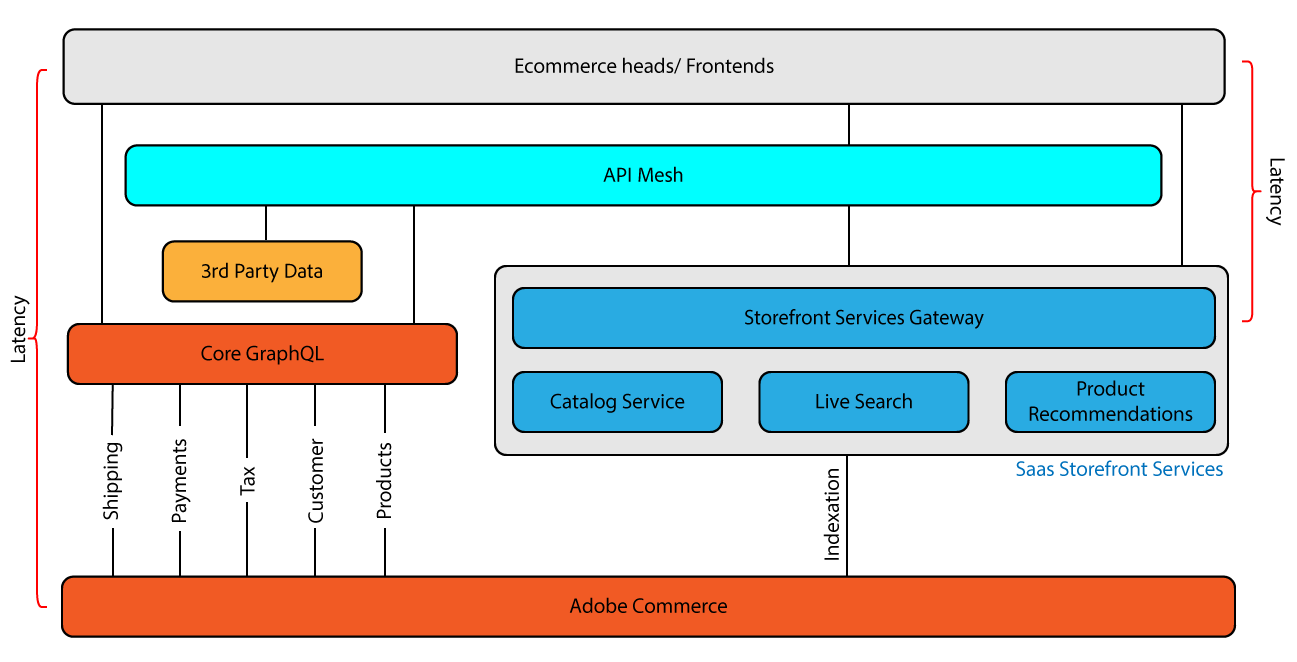 Ecommerce heads/ Frontends
API Mesh
Latency
3rd Party Data
Storefront Services Gateway
Latency
Core GraphQL
Catalog Service
Live Search
Product
Recommendations
Saas Storefront Services
Shipping
Payments
Tax
Customer
Products
Indexation
Adobe Commerce